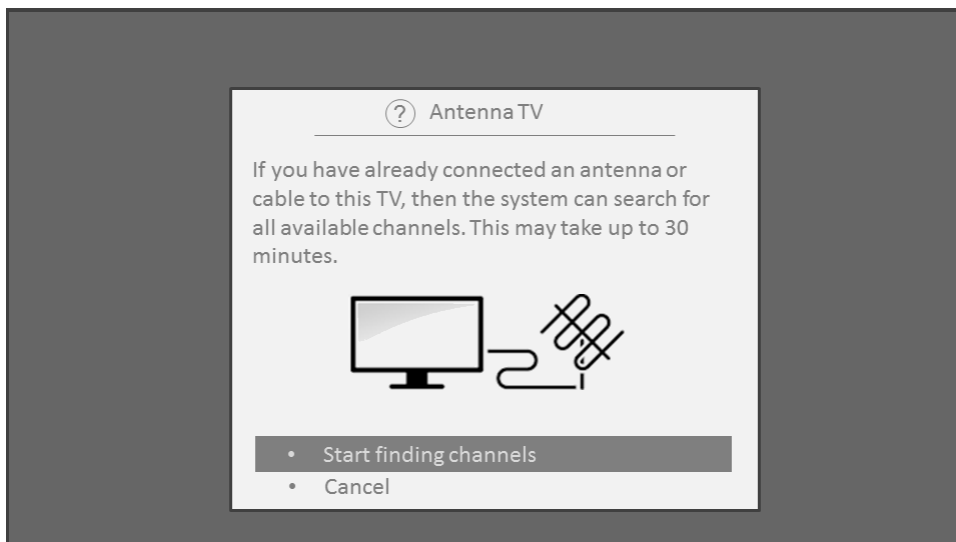 ? Antenna TV
If you have already connected an antenna or
cable to this TV, then the system can search for
all available channels. This may take up to 30
minutes.
• Start finding channels
• Cancel